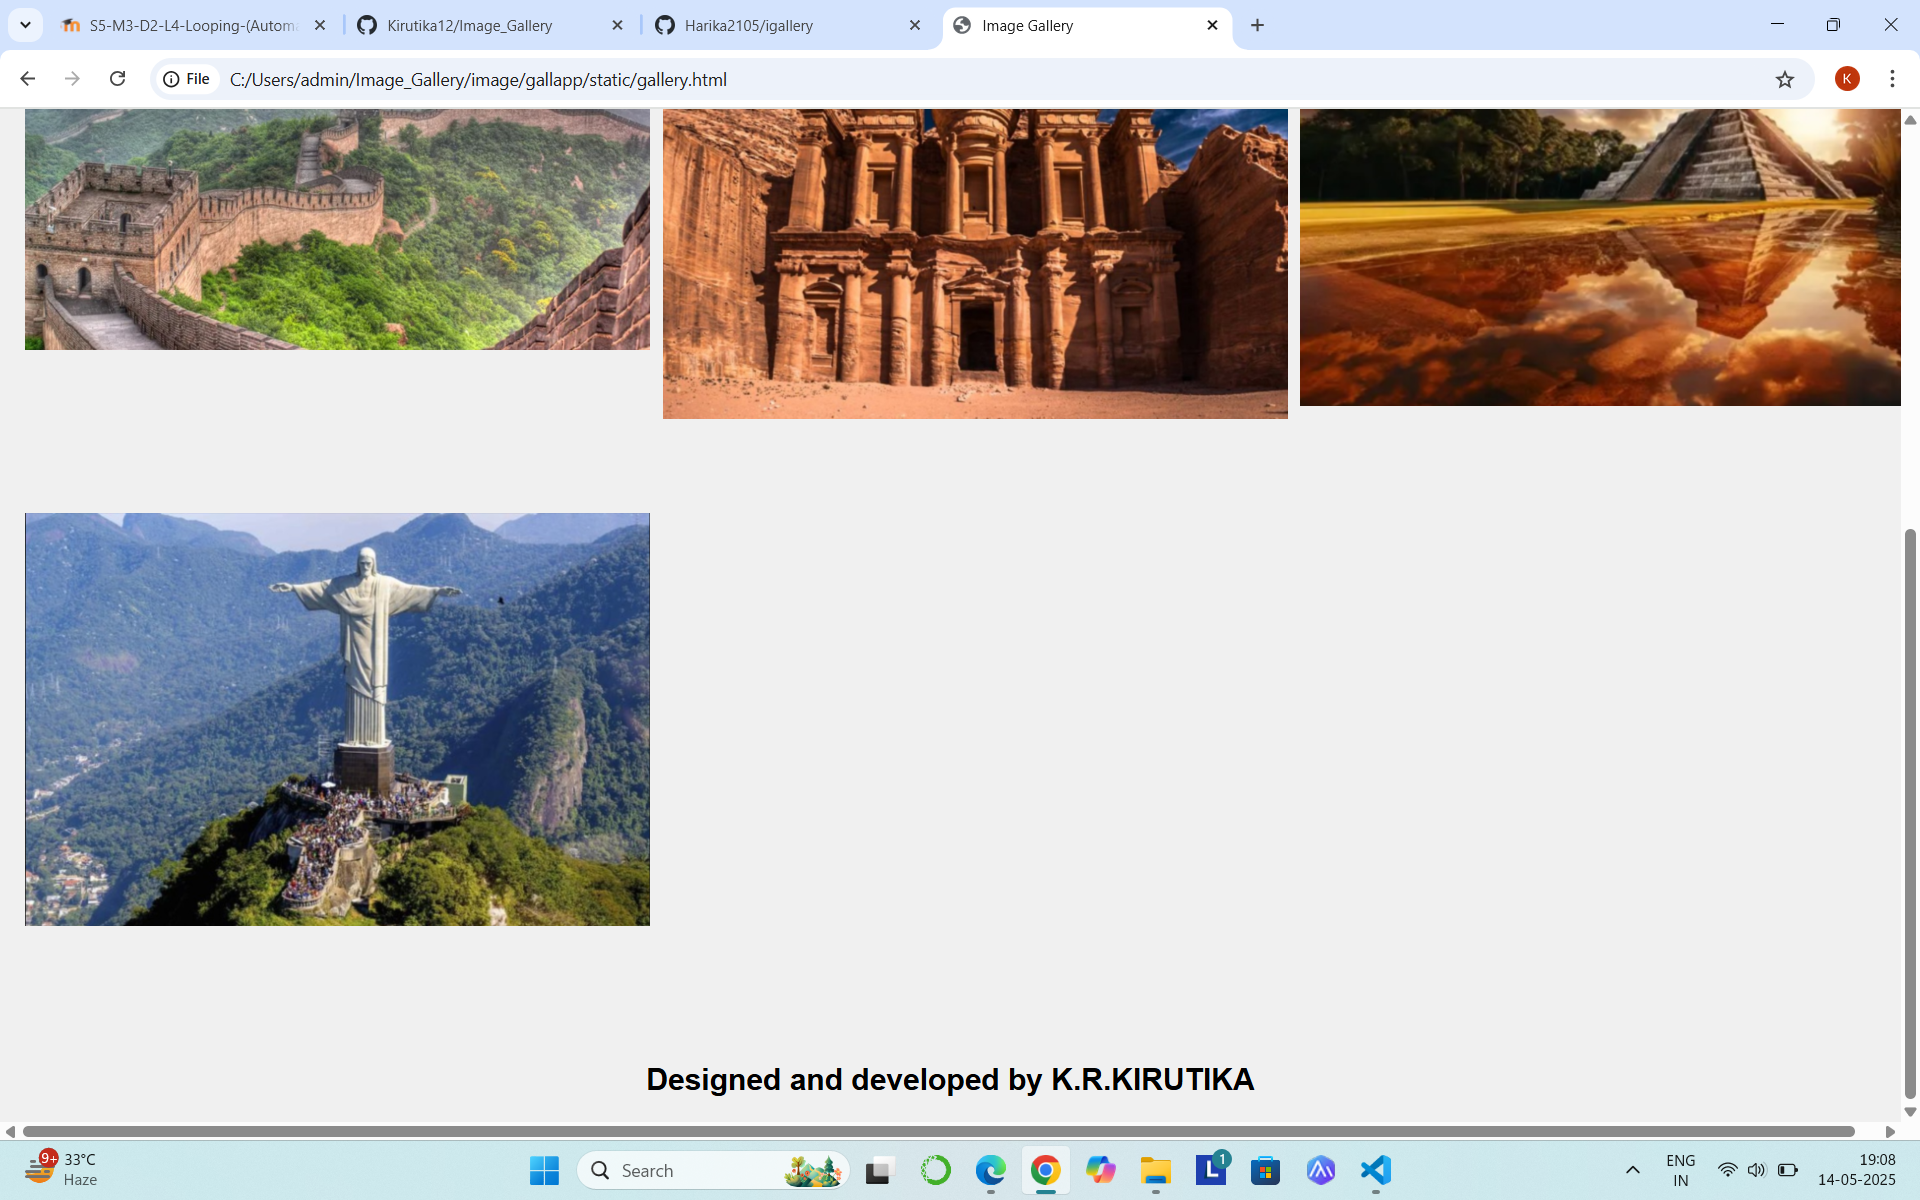 S5-M3-D2-L4-Looping-(Automa
Kirutika12/Image_Gallery
Harika2105/igallery
Image Gallery
File
C:/Users/admin/Image_Gallery/image/gallapp/static/gallery.html
K
Designed and developed by K.R.KIRUTIKA
9+
33°C
Haze
Search
L
1
ENG
IN
19:08
14-05-2025